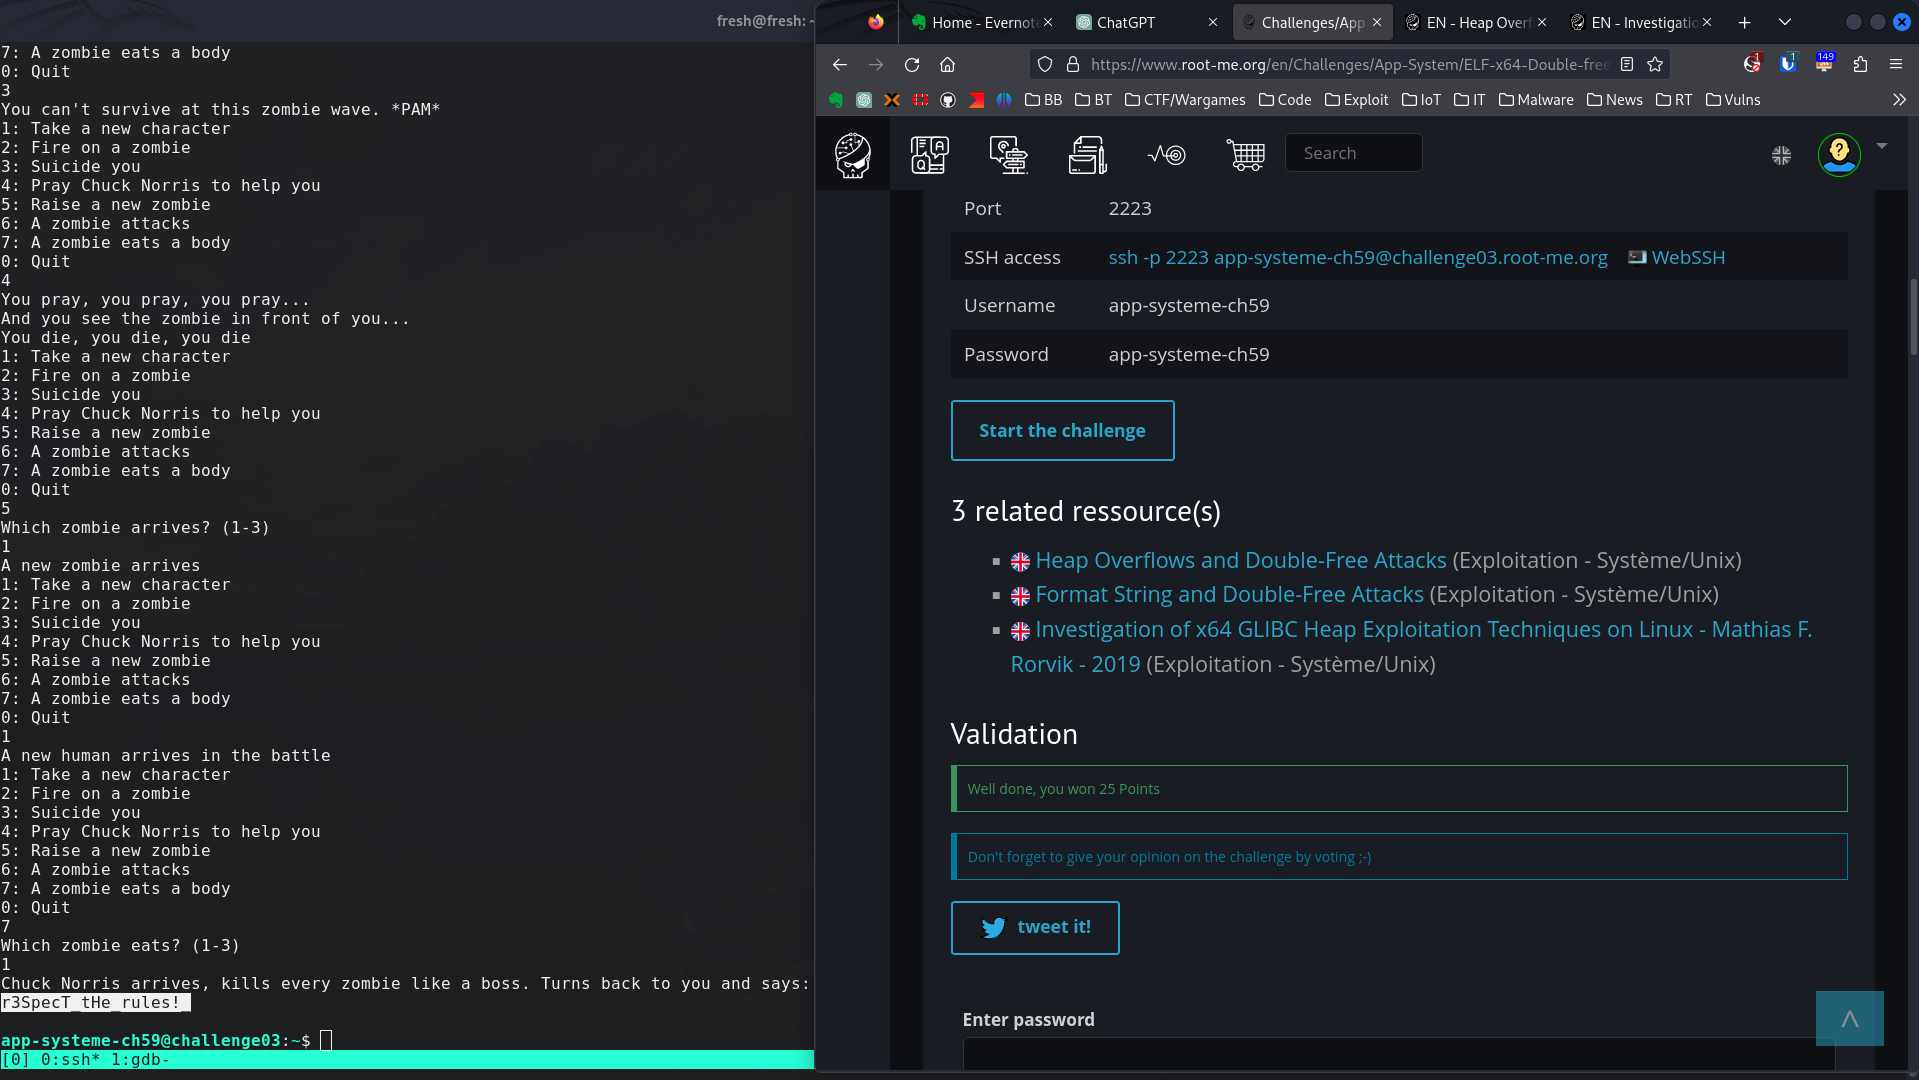 fresh@fresh: ~
7: A zombie eats a body
0: Quit
3
You can't survive at this zombie wave. *PAM*
1: Take a new character
2: Fire on a zombie
3: Suicide you
4: Pray Chuck Norris to help you
5: Raise a new zombie
6: A zombie attacks
7: A zombie eats a body
0: Quit
4
You pray, you pray, you pray...
And you see the zombie in front of you...
You die, you die, you die
1: Take a new character
2: Fire on a zombie
3: Suicide you
4: Pray Chuck Norris to help you
5: Raise a new zombie
6: A zombie attacks
7: A zombie eats a body
0: Quit
5
Which zombie arrives? (1-3)
1
A new zombie arrives
1: Take a new character
2: Fire on a zombie
3: Suicide you
4: Pray Chuck Norris to help you
5: Raise a new zombie
6: A zombie attacks
7: A zombie eats a body
0: Quit
1
A new human arrives in the battle
1: Take a new character
2: Fire on a zombie
3: Suicide you
4: Pray Chuck Norris to help you
5: Raise a new zombie
6: A zombie attacks
7: A zombie eats a body
0: Quit
7
Which zombie eats? (1-3)
1
Chuck Norris arrives, kills every zombie like a boss. Turns back to you and says:
r3SpecT_tHe_rules!_
app-systeme-ch59@challenge03:~$
[0] 0:ssh* 1:gdb-
Home - Evernote
ChatGPT
Challenges/App
EN - Heap Overf
EN - Investigatio
https://www.root-me.org/en/Challenges/App-System/ELF-x64-Double-free
1
1
149
BB
BT
CTF/Wargames
Code
Exploit
IoT
IT
Malware
News
RT
Vulns
Search
Port 2223
SSH access ssh -p 2223 app-systeme-ch59@challenge03.root-me.org WebSSH
Username app-systeme-ch59
Password app-systeme-ch59
Start the challenge
3 related ressource(s)
Heap Overflows and Double-Free Attacks (Exploitation - Système/Unix)
Format String and Double-Free Attacks (Exploitation - Système/Unix)
Investigation of x64 GLIBC Heap Exploitation Techniques on Linux - Mathias F.
Rorvik - 2019 (Exploitation - Système/Unix)
Validation
Well done, you won 25 Points
Don't forget to give your opinion on the challenge by voting ;-)
tweet it!
Enter password